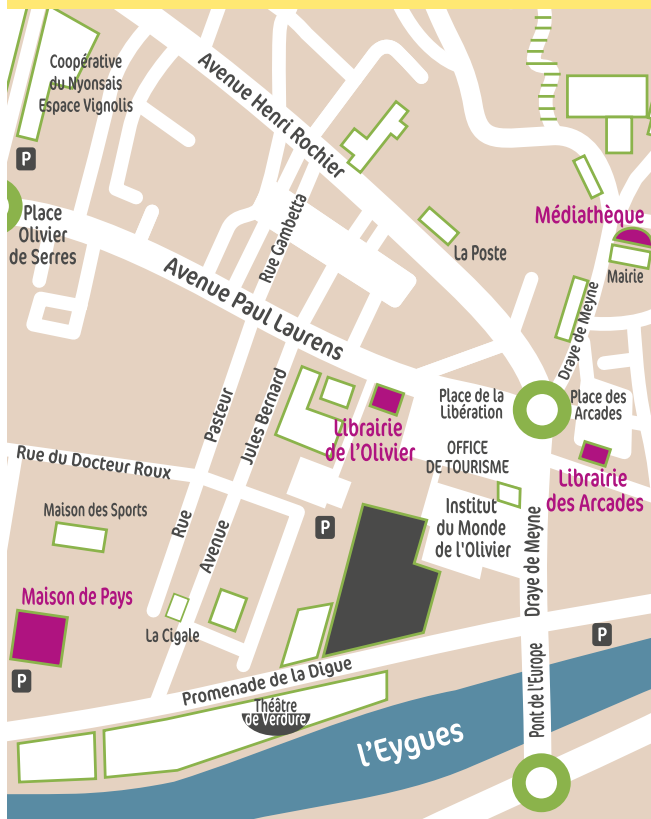 Coopérative
du Nyonsais
Espace Vignolis
Avenue Henri Rochier
P
Place
Olivier
de Serres
Médiathèque
Mairie
La Poste
Rue Gambetta
Avenue Paul Laurens
Draye de Meyne
Place de la
Libération
Place des
Arcades
Pasteur
Jules Bernard
Librairie
de l'Olivier
OFFICE
DE TOURISME
Librairie
des Arcades
Rue du Docteur Roux
Maison des Sports
Institut
du Monde
de l'Olivier
P
Rue
Avenue
Draye de Meyne
Maison de Pays
La Cigale
P
P
Promenade de la Digue
Pont de l'Europe
Théâtre
de Verdure
l'Eygues